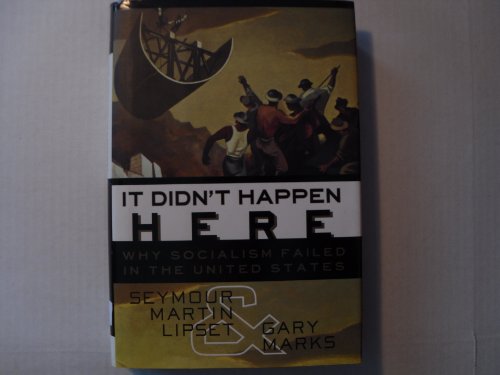 IT DIDN'T HAPPEN
HERE
WHY SOCIALISM FAILED
IN THE UNITED STATES
SEYMOUR
MARTIN
LIPSET
&
GARY
MARKS